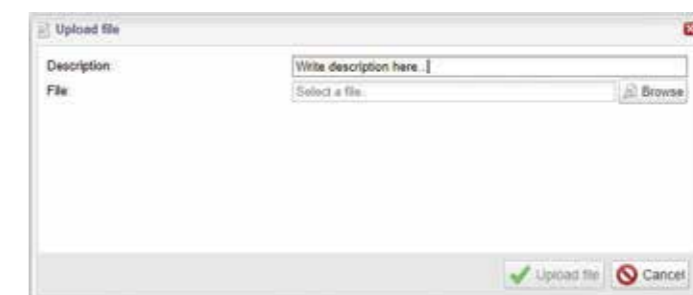 Upload file
Description: Write description here...
File: Select a file... Browse
Upload file Cancel